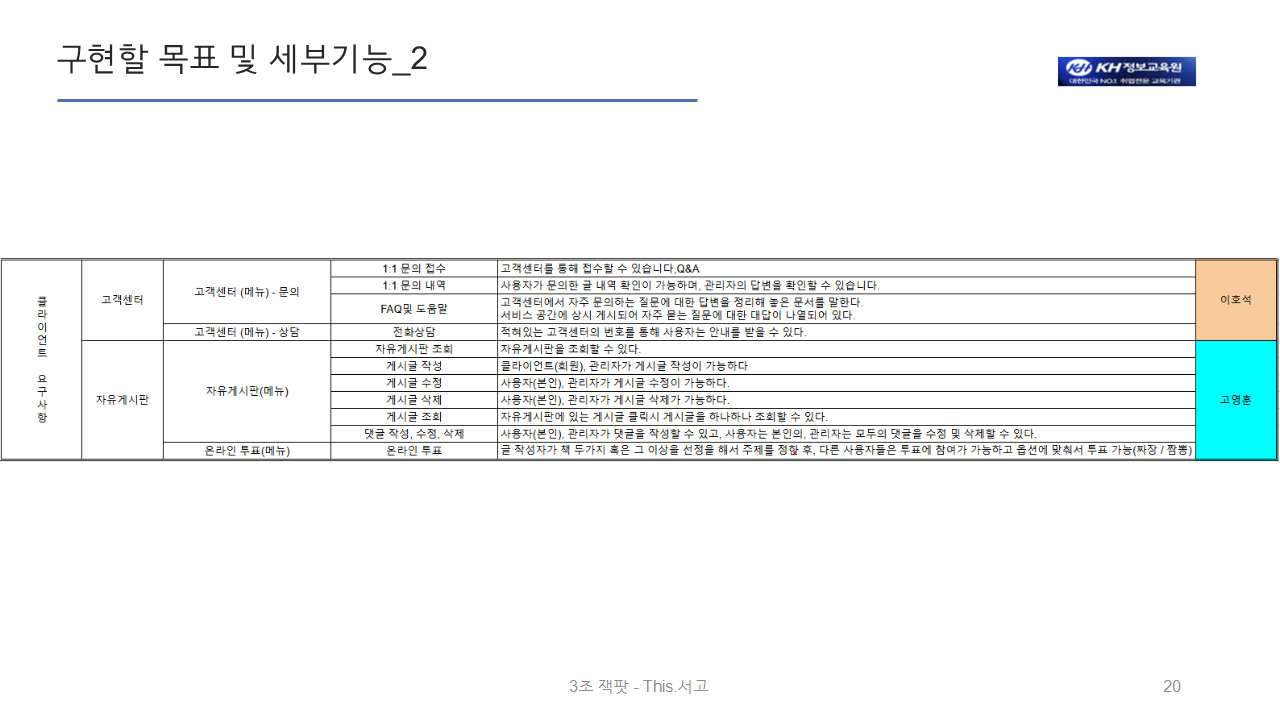 구현할 목표 및 세부기능_2
KH 정보교육원
대한민국 NO.1 취업전문 교육기관
클라이언트 요구사항
고객센터
고객센터 (메뉴) - 문의
1:1 문의 접수
고객센터를 통해 접수할 수 있습니다,Q&A
이호석
1:1 문의 내역
사용자가 문의한 글 내역 확인이 가능하며, 관리자의 답변을 확인할 수 있습니다.
FAQ및 도움말
고객센터에서 자주 문의하는 질문에 대한 답변을 정리해 놓은 문서를 말한다.
서비스 공간에 상시 게시되어 자주 묻는 질문에 대한 대답이 나열되어 있다.
고객센터 (메뉴) - 상담
전화상담
적혀있는 고객센터의 번호를 통해 사용자는 안내를 받을 수 있다.
자유게시판
자유게시판(메뉴)
자유게시판 조회
자유게시판을 조회할 수 있다.
고영훈
게시글 작성
클라이언트(회원), 관리자가 게시글 작성이 가능하다
게시글 수정
사용자(본인), 관리자가 게시글 수정이 가능하다.
게시글 삭제
사용자(본인), 관리자가 게시글 삭제가 가능하다.
게시글 조회
자유게시판에 있는 게시글 클릭시 게시글을 하나하나 조회할 수 있다.
댓글 작성, 수정, 삭제
사용자(본인), 관리자가 댓글을 작성할 수 있고, 사용자는 본인의, 관리자는 모두의 댓글을 수정 및 삭제할 수 있다.
온라인 투표(메뉴)
온라인 투표
글 작성자가 책 두가지 혹은 그 이상을 선정을 해서 주제를 정한 후, 다른 사용자들은 투표에 참여가 가능하고 옵션에 맞춰서 투표 가능(짜장 / 짬뽕)
3조 잭팟 - This.서고
20